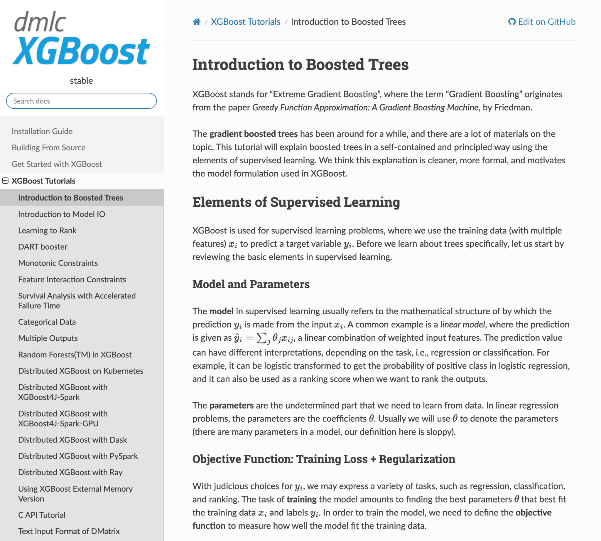 dmlc
XGBoost
stable
Search docs
Installation Guide
Building From Source
Get Started with XGBoost
XGBoost Tutorials
Introduction to Boosted Trees
Introduction to Model IO
Learning to Rank
DART booster
Monotonic Constraints
Feature Interaction Constraints
Survival Analysis with Accelerated
Failure Time
Categorical Data
Multiple Outputs
Random Forests(TM) in XGBoost
Distributed XGBoost on Kubernetes
Distributed XGBoost with
XGBoost4J-Spark
Distributed XGBoost with
XGBoost4J-Spark-GPU
Distributed XGBoost with Dask
Distributed XGBoost with PySpark
Distributed XGBoost with Ray
Using XGBoost External Memory
Version
C API Tutorial
Text Input Format of DMatrix
/ XGBoost Tutorials / Introduction to Boosted Trees
Edit on GitHub
Introduction to Boosted Trees
XGBoost stands for “Extreme Gradient Boosting”, where the term “Gradient Boosting” originates
from the paper Greedy Function Approximation: A Gradient Boosting Machine, by Friedman.
The gradient boosted trees has been around for a while, and there are a lot of materials on the
topic. This tutorial will explain boosted trees in a self-contained and principled way using the
elements of supervised learning. We think this explanation is cleaner, more formal, and motivates
the model formulation used in XGBoost.
Elements of Supervised Learning
XGBoost is used for supervised learning problems, where we use the training data (with multiple
features) xᵢ to predict a target variable yᵢ. Before we learn about trees specifically, let us start by
reviewing the basic elements in supervised learning.
Model and Parameters
The model in supervised learning usually refers to the mathematical structure of by which the
prediction yᵢ is made from the input xᵢ. A common example is a linear model, where the prediction
is given as ŷᵢ = ∑ⱼ θⱼxᵢⱼ, a linear combination of weighted input features. The prediction value
can have different interpretations, depending on the task, i.e., regression or classification. For
example, it can be logistic transformed to get the probability of positive class in logistic regression,
and it can also be used as a ranking score when we want to rank the outputs.
The parameters are the undetermined part that we need to learn from data. In linear regression
problems, the parameters are the coefficients θ. Usually we will use θ to denote the parameters
(there are many parameters in a model, our definition here is sloppy).
Objective Function: Training Loss + Regularization
With judicious choices for yᵢ, we may express a variety of tasks, such as regression, classification,
and ranking. The task of training the model amounts to finding the best parameters θ that best fit
the training data xᵢ and labels yᵢ. In order to train the model, we need to define the objective
function to measure how well the model fit the training data.